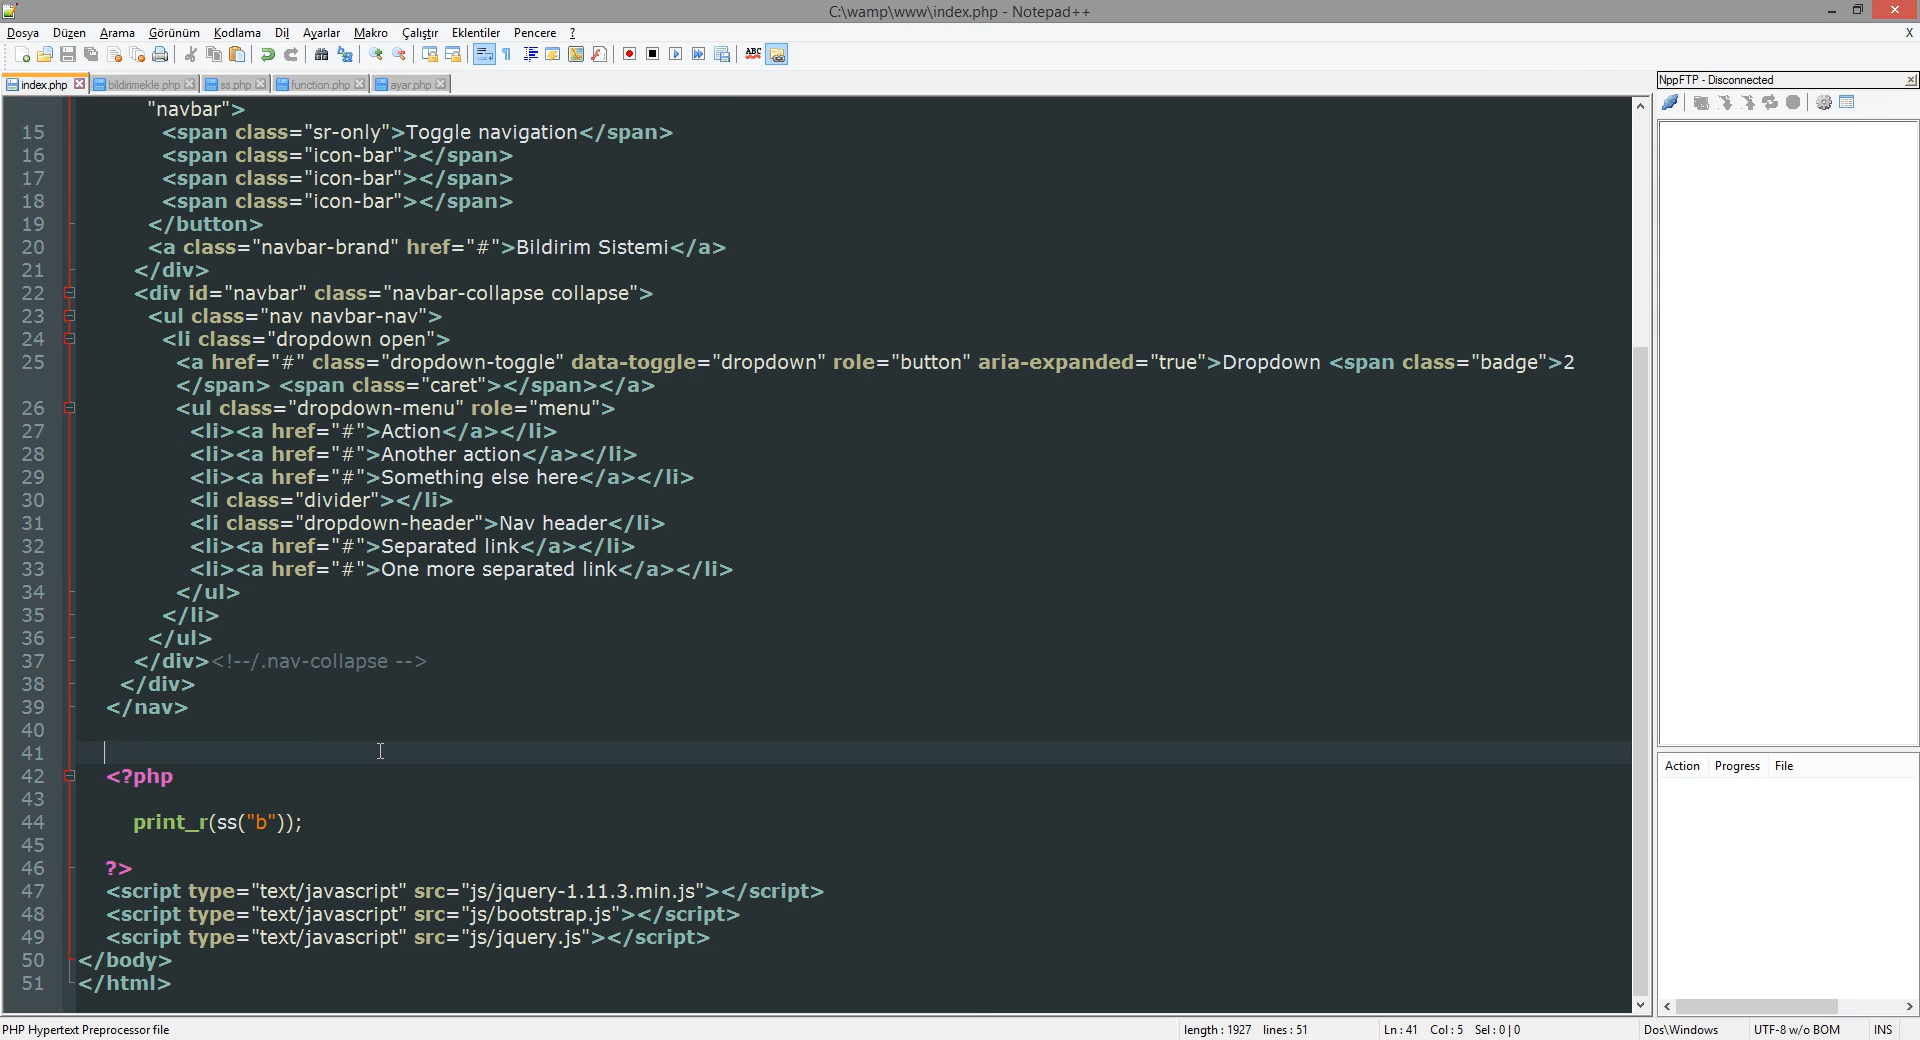 C:\wamp\www\index.php - Notepad++
Dosya Düzen Arama Görünüm Kodlama Dil Ayarlar Makro Çalıştır Eklentiler Pencere ? X
ABC
index.php bildirimekle.php ss.php function.php ayar.php
NppFTP - Disconnected
"navbar">
15 <span class="sr-only">Toggle navigation</span>
16 <span class="icon-bar"></span>
17 <span class="icon-bar"></span>
18 <span class="icon-bar"></span>
19 </button>
20 <a class="navbar-brand" href="#">Bildirim Sistemi</a>
21 </div>
22 <div id="navbar" class="navbar-collapse collapse">
23 <ul class="nav navbar-nav">
24 <li class="dropdown open">
25 <a href="#" class="dropdown-toggle" data-toggle="dropdown" role="button" aria-expanded="true">Dropdown <span class="badge">2
</span> <span class="caret"></span></a>
26 <ul class="dropdown-menu" role="menu">
27 <li><a href="#">Action</a></li>
28 <li><a href="#">Another action</a></li>
29 <li><a href="#">Something else here</a></li>
30 <li class="divider"></li>
31 <li class="dropdown-header">Nav header</li>
32 <li><a href="#">Separated link</a></li>
33 <li><a href="#">One more separated link</a></li>
34 </ul>
35 </li>
36 </ul>
37 </div><!--/.nav-collapse -->
38 </div>
39 </nav>
40
41
42 <?php
43
44 print_r(ss("b"));
45
46 ?>
47 <script type="text/javascript" src="js/jquery-1.11.3.min.js"></script>
48 <script type="text/javascript" src="js/bootstrap.js"></script>
49 <script type="text/javascript" src="js/jquery.js"></script>
50 </body>
51 </html>
Action Progress File
PHP Hypertext Preprocessor file length : 1927 lines : 51 Ln : 41 Col : 5 Sel : 0 | 0 Dos\Windows UTF-8 w/o BOM INS